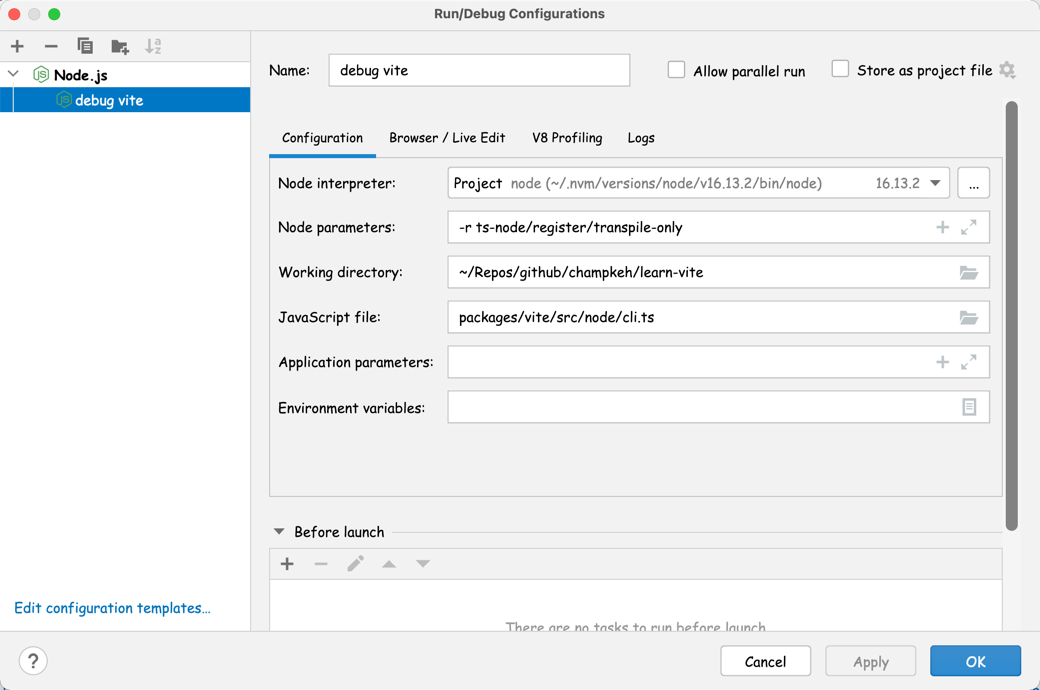 Run/Debug Configurations
Node.js
debug vite
Edit configuration templates...
Name: debug vite
Allow parallel run
Store as project file
Configuration Browser / Live Edit V8 Profiling Logs
Node interpreter: Project node (~/.nvm/versions/node/v16.13.2/bin/node) 16.13.2 ...
Node parameters: -r ts-node/register/transpile-only
Working directory: ~/Repos/github/champkeh/learn-vite
JavaScript file: packages/vite/src/node/cli.ts
Application parameters:
Environment variables:
Before launch
There are no tasks to run before launch
? Cancel Apply OK